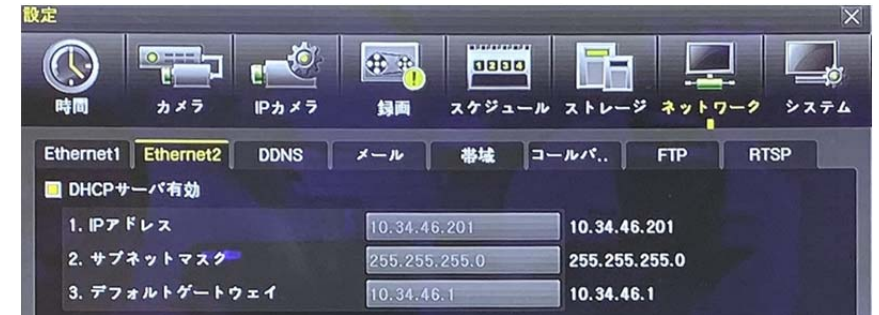 設定
時間 カメラ IPカメラ 録画 スケジュール ストレージ ネットワーク システム
Ethernet1 Ethernet2 DDNS メール 帯域 コールバ.. FTP RTSP
DHCPサーバ有効
1. IPアドレス 10.34.46.201 10.34.46.201
2. サブネットマスク 255.255.255.0 255.255.255.0
3. デフォルトゲートウェイ 10.34.46.1 10.34.46.1